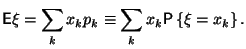 Eξ = ∑_k x_k p_k ≡ ∑_k x_k P {ξ = x_k} .